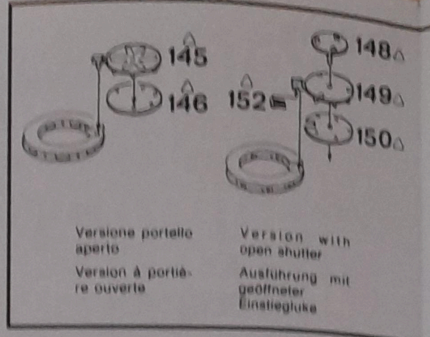 145
146
148
152
149
150
Versione portello
aperto
Version à portiè-
re ouverte
Version with
open shutter
Ausführung mit
geöffneter
Einstiegluke